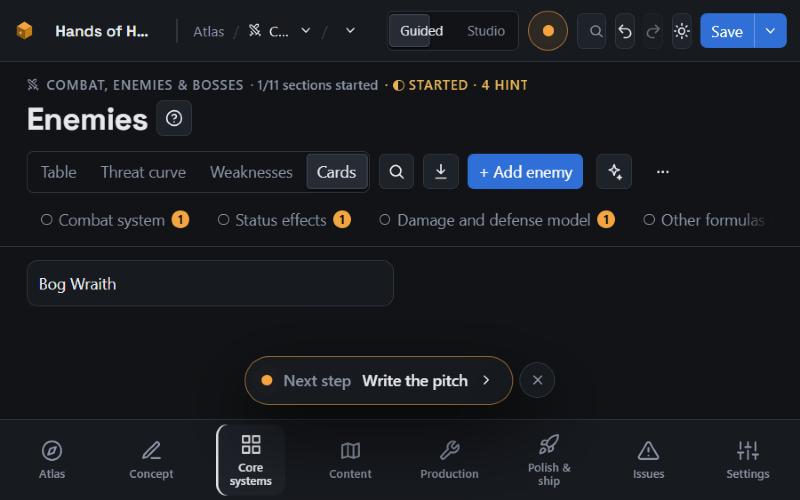 Hands of H...
Atlas / C... /
Guided Studio
Save
COMBAT, ENEMIES & BOSSES · 1/11 sections started · STARTED · 4 HINT
Enemies
Table Threat curve Weaknesses Cards + Add enemy ...
Combat system 1 Status effects 1 Damage and defense model 1 Other formulas
Bog Wraith
Next step Write the pitch
Atlas
Concept
Core
systems
Content
Production
Polish &
ship
Issues
Settings